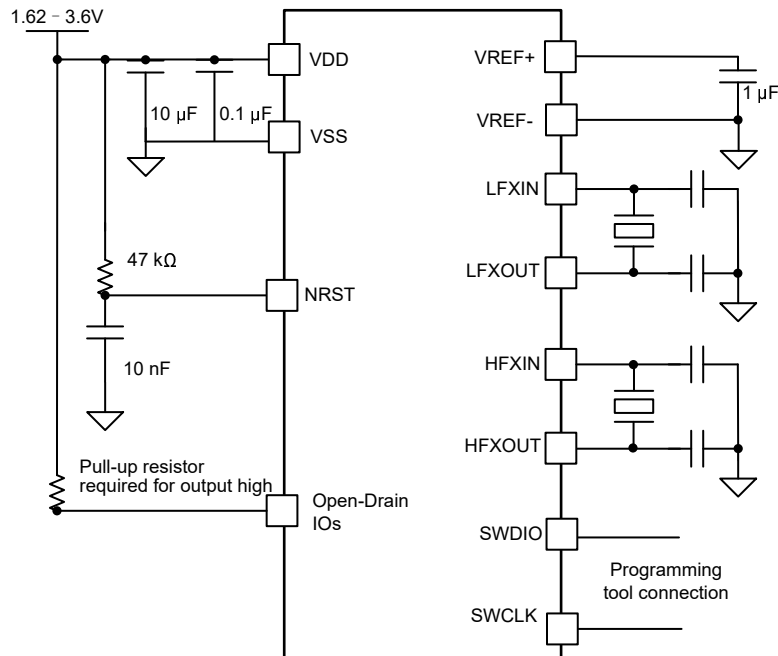 1.62 - 3.6V
VDD
10 µF
0.1 µF
VSS
47 kΩ
NRST
10 nF
Pull-up resistor
required for output high
Open-Drain
IOs
VREF+
1 µF
VREF-
LFXIN
LFXOUT
HFXIN
HFXOUT
SWDIO
Programming
tool connection
SWCLK